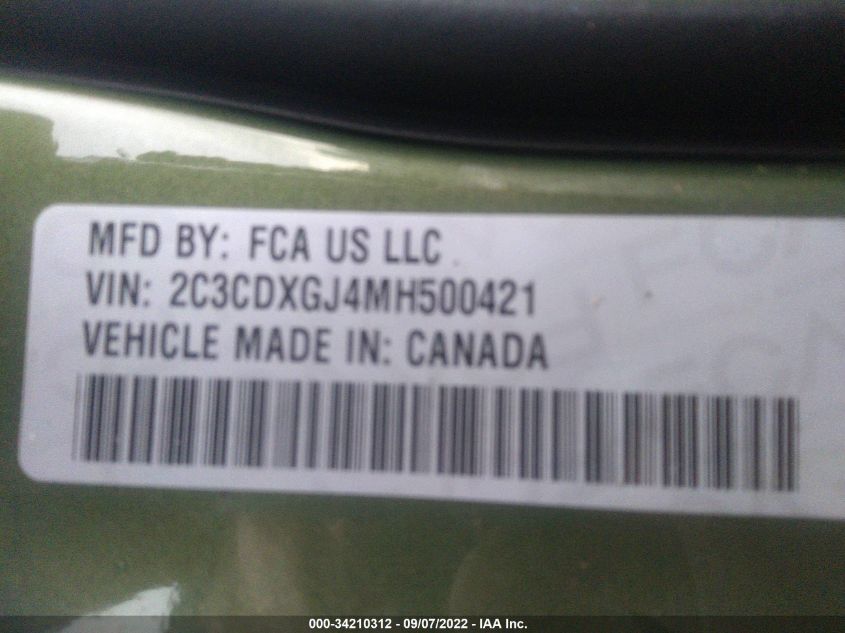 MFD BY: FCA US LLC
VIN: 2C3CDXGJ4MH500421
VEHICLE MADE IN: CANADA
000-34210312 - 09/07/2022 - IAA Inc.